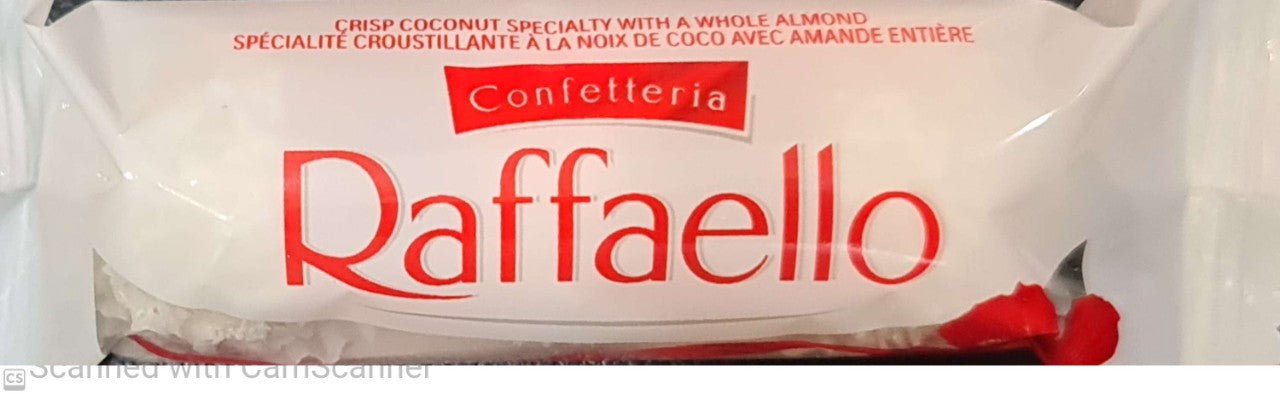 CRISP COCONUT SPECIALTY WITH A WHOLE ALMOND
SPÉCIALITÉ CROUSTILLANTE À LA NOIX DE COCO AVEC AMANDE ENTIÈRE
Confetteria
Raffaello
CS Scanned with CamScanner